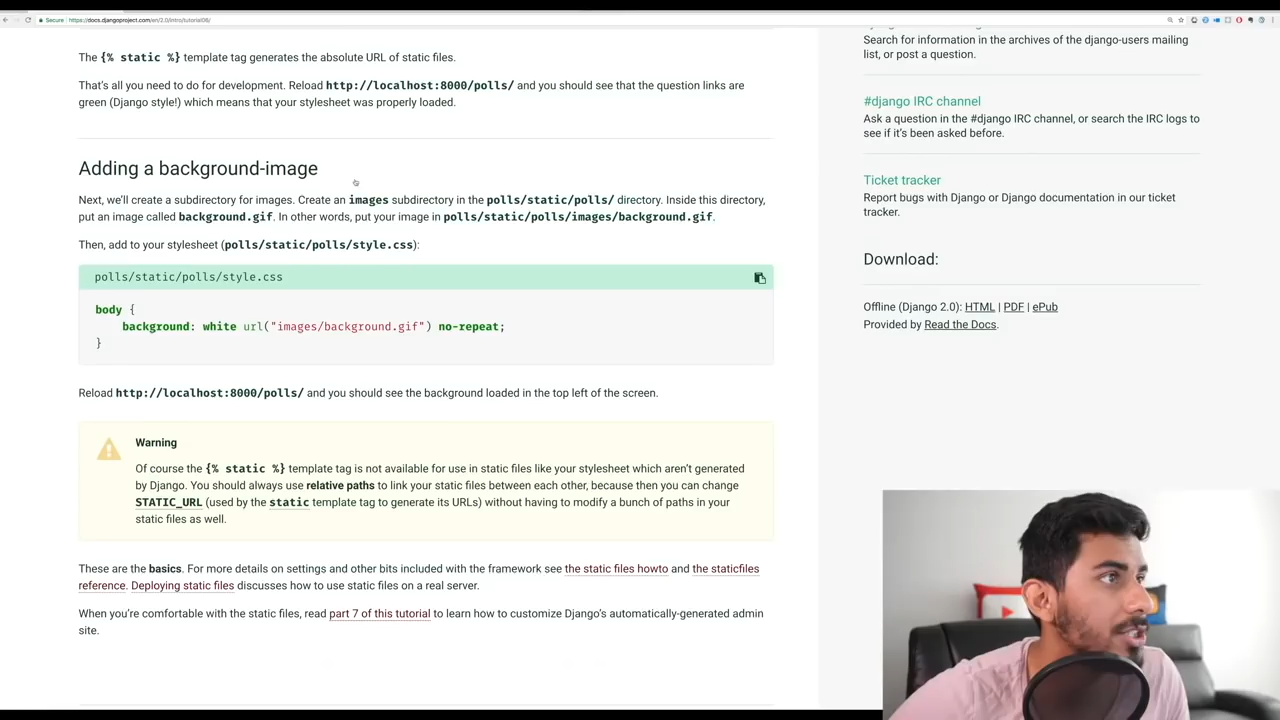 Secure
https://docs.djangoproject.com/en/2.0/intro/tutorial06/
The {% static %} template tag generates the absolute URL of static files.
That's all you need to do for development. Reload http://localhost:8000/polls/ and you should see that the question links are
green (Django style!) which means that your stylesheet was properly loaded.
Adding a background-image
Next, we'll create a subdirectory for images. Create an images subdirectory in the polls/static/polls/ directory. Inside this directory,
put an image called background.gif. In other words, put your image in polls/static/polls/images/background.gif.
Then, add to your stylesheet (polls/static/polls/style.css):
polls/static/polls/style.css
body {
background: white url("images/background.gif") no-repeat;
}
Reload http://localhost:8000/polls/ and you should see the background loaded in the top left of the screen.
Warning
Of course the {% static %} template tag is not available for use in static files like your stylesheet which aren't generated
by Django. You should always use relative paths to link your static files between each other, because then you can change
STATIC_URL (used by the static template tag to generate its URLs) without having to modify a bunch of paths in your
static files as well.
These are the basics. For more details on settings and other bits included with the framework see the static files howto and the staticfiles
reference. Deploying static files discusses how to use static files on a real server.
When you're comfortable with the static files, read part 7 of this tutorial to learn how to customize Django's automatically-generated admin
site.
Search for information in the archives of the django-users mailing
list, or post a question.
#django IRC channel
Ask a question in the #django IRC channel, or search the IRC logs to
see if it's been asked before.
Ticket tracker
Report bugs with Django or Django documentation in our ticket
tracker.
Download:
Offline (Django 2.0): HTML | PDF | ePub
Provided by Read the Docs.